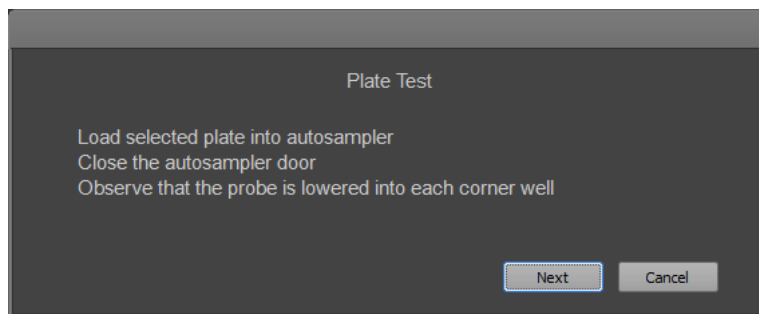 Plate Test
Load selected plate into autosampler
Close the autosampler door
Observe that the probe is lowered into each corner well
Next Cancel